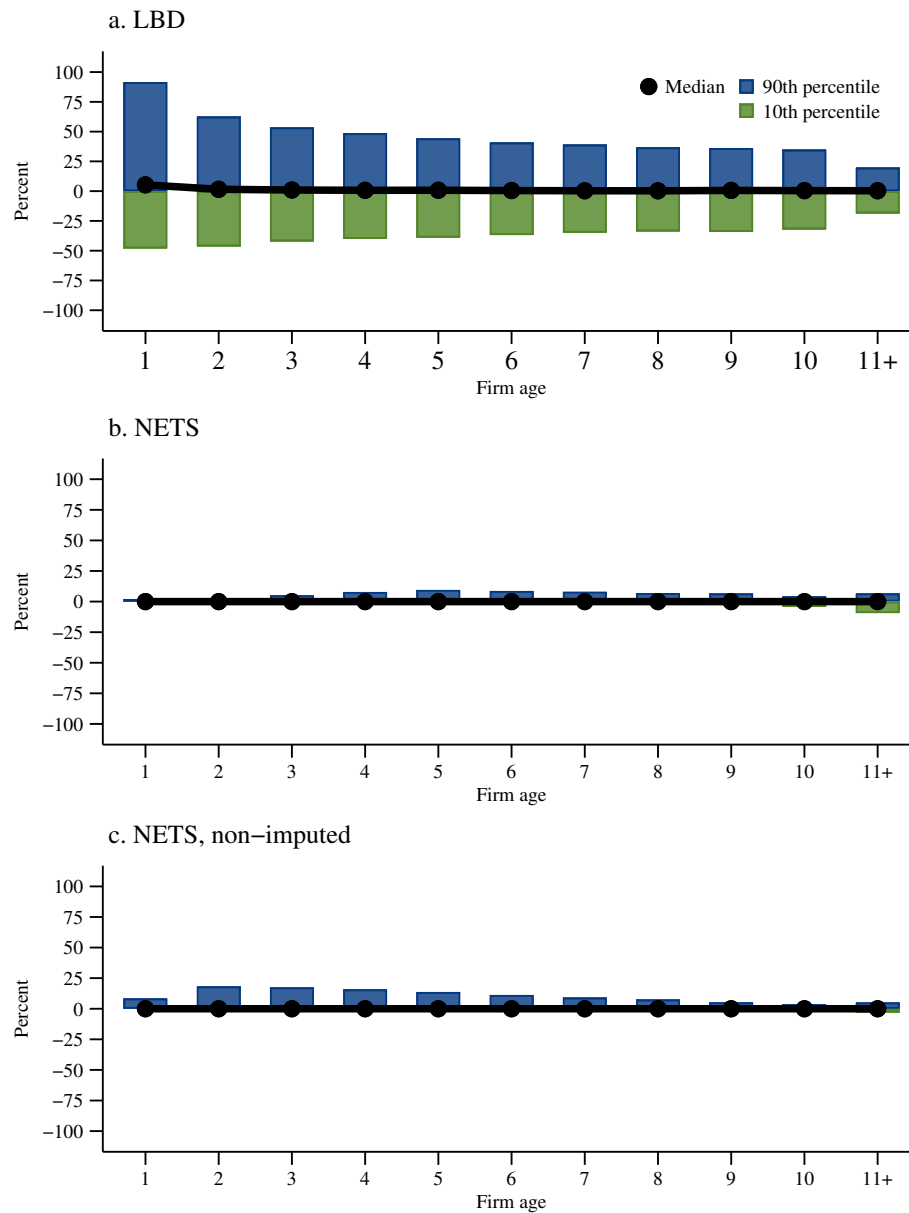 a. LBD
100
75
50
25
0
−25
−50
−75
−100
Percent
Median
90th percentile
10th percentile
1 2 3 4 5 6 7 8 9 10 11+
Firm age
b. NETS
100
75
50
25
0
−25
−50
−75
−100
Percent
1 2 3 4 5 6 7 8 9 10 11+
Firm age
c. NETS, non−imputed
100
75
50
25
0
−25
−50
−75
−100
Percent
1 2 3 4 5 6 7 8 9 10 11+
Firm age